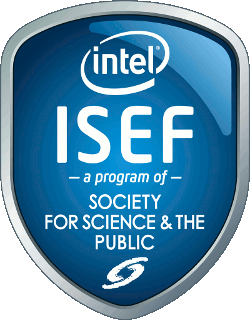 intel
ISEF
– a program of –
SOCIETY
FOR SCIENCE & THE
PUBLIC